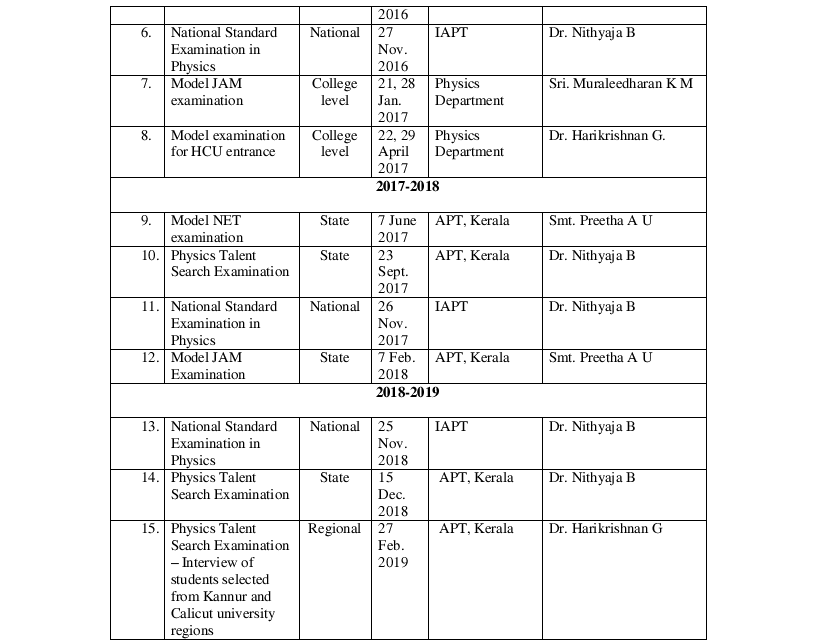 2016
6. National Standard National 27 IAPT Dr. Nithyaja B
Examination in Nov.
Physics 2016
7. Model JAM College 21, 28 Physics Sri. Muraleedharan K M
examination level Jan. Department
2017
8. Model examination College 22, 29 Physics Dr. Harikrishnan G.
for HCU entrance level April Department
2017
2017-2018
9. Model NET State 7 June APT, Kerala Smt. Preetha A U
examination 2017
10. Physics Talent State 23 APT, Kerala Dr. Nithyaja B
Search Examination Sept.
2017
11. National Standard National 26 IAPT Dr. Nithyaja B
Examination in Nov.
Physics 2017
12. Model JAM State 7 Feb. APT, Kerala Smt. Preetha A U
Examination 2018
2018-2019
13. National Standard National 25 IAPT Dr. Nithyaja B
Examination in Nov.
Physics 2018
14. Physics Talent State 15 APT, Kerala Dr. Nithyaja B
Search Examination Dec.
2018
15. Physics Talent Regional 27 APT, Kerala Dr. Harikrishnan G
Search Examination Feb.
– Interview of 2019
students selected
from Kannur and
Calicut university
regions